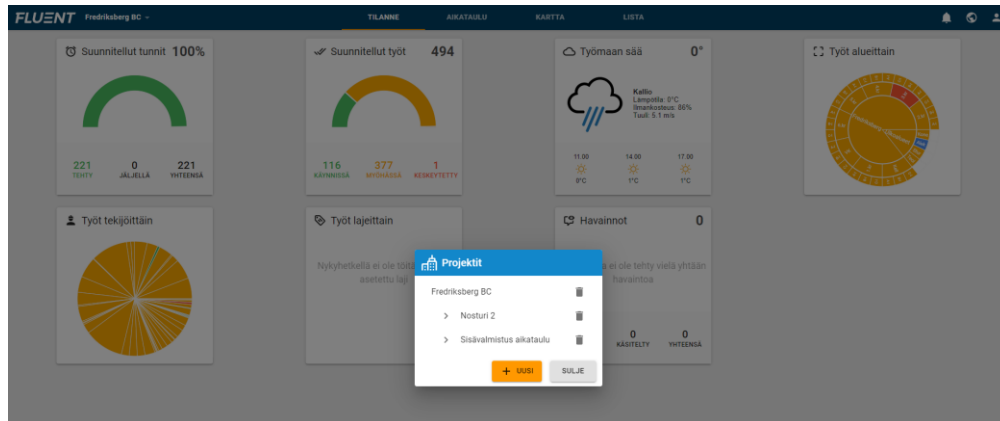 FLUENT Fredriksberg BC
TILANNE AIKATAULU KARTTA LISTA
Suunnitellut tunnit 100%
221 0 221
TEHTY JÄLJELLÄ YHTEENSÄ
Suunnitellut työt 494
116 377 1
KÄYNNISSÄ MYÖHÄSSÄ KESKEYTETTY
Työmaan sää 0°
Kallio
Lämpötila: 0°C
Ilmankosteus: 86%
Tuuli: 5.1 m/s
11.00 14.00 17.00
0°C 1°C 1°C
Työt alueittain
Fredriksberg
Työt tekijöittäin
Työt lajeittain
Nykyhetkellä ei ole töitä
asetettu laji
Havainnot 0
ei ole tehty vielä yhtään
havaintoa
0 0
KÄSITELTY YHTEENSÄ
Projektit
Fredriksberg BC
Nosturi 2
Sisävalmistus aikataulu
+ UUSI SULJE